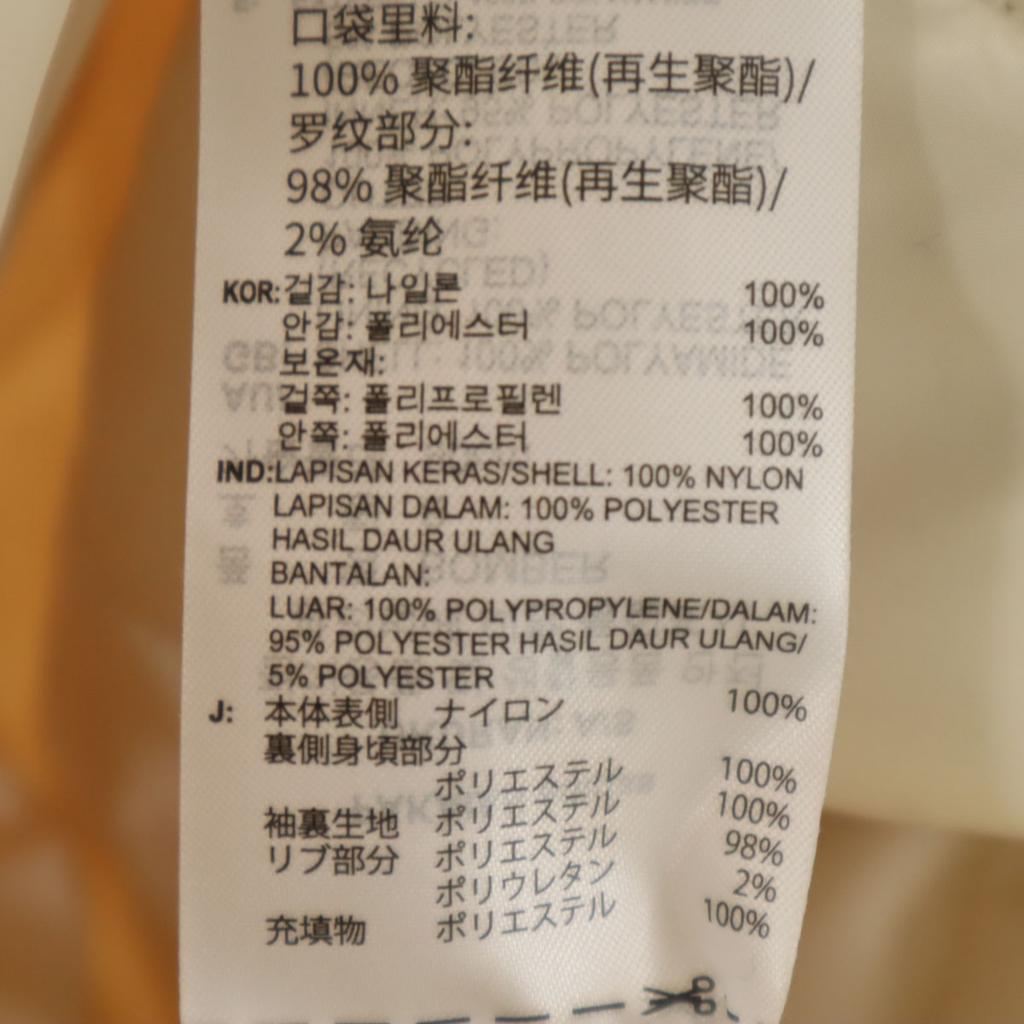 口袋里料:
100% 聚酯纤维(再生聚酯)/
罗纹部分:
98% 聚酯纤维(再生聚酯)/
2% 氨纶
KOR: 겉감: 나일론 100%
안감: 폴리에스터 100%
보온재:
겉쪽: 폴리프로필렌 100%
안쪽: 폴리에스터 100%
IND: LAPISAN KERAS/SHELL: 100% NYLON
LAPISAN DALAM: 100% POLYESTER
HASIL DAUR ULANG
BANTALAN:
LUAR: 100% POLYPROPYLENE/DALAM:
95% POLYESTER HASIL DAUR ULANG/
5% POLYESTER
J: 本体表側 ナイロン 100%
裏側身頃部分
ポリエステル 100%
袖裏生地 ポリエステル 100%
リブ部分 ポリエステル 98%
ポリウレタン 2%
充填物 ポリエステル 100%